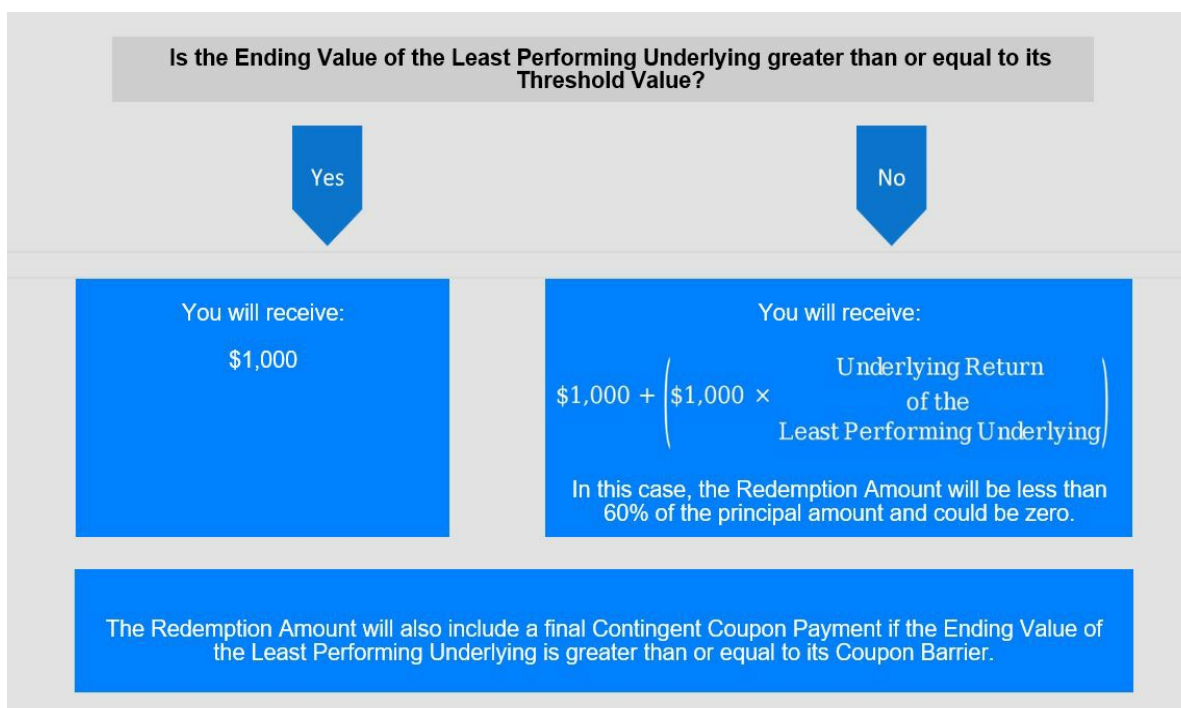 Is the Ending Value of the Least Performing Underlying greater than or equal to its
Threshold Value?
Yes
No
You will receive:
$1,000
You will receive:
$1,000 + ($1,000 × Underlying Return
of the
Least Performing Underlying)
In this case, the Redemption Amount will be less than
60% of the principal amount and could be zero.
The Redemption Amount will also include a final Contingent Coupon Payment if the Ending Value of
the Least Performing Underlying is greater than or equal to its Coupon Barrier.